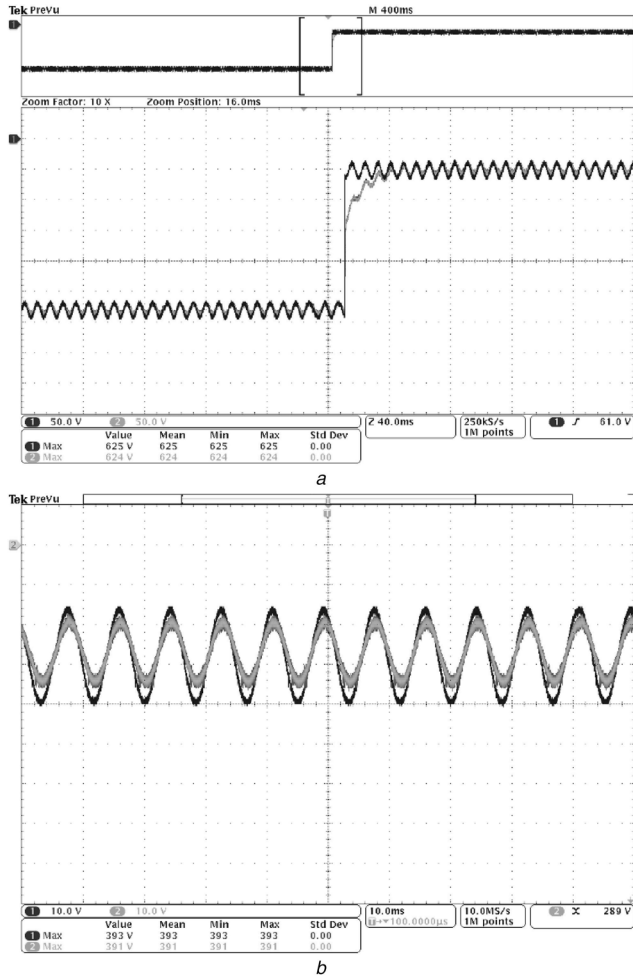 Tek PreVu M 400ms
1
Zoom Factor: 10 X Zoom Position: 16.0ms
1
1 50.0 V 2 50.0 V Z 40.0ms 250kS/s 1M points 1 ʃ 61.0 V
Value Mean Min Max Std Dev
1 Max 625 V 625 625 625 0.00
2 Max 624 V 624 624 624 0.00
a
Tek PreVu
2
1 10.0 V 2 10.0 V 10.0ms 10.0MS/s 2 289 V
T→▼100.0000µs 1M points
Value Mean Min Max Std Dev
1 Max 393 V 393 393 393 0.00
2 Max 391 V 391 391 391 0.00
b